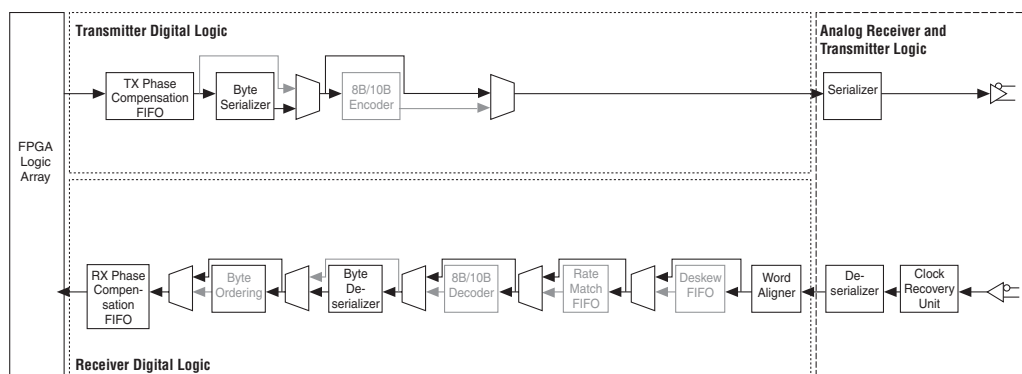 Transmitter Digital Logic
Analog Receiver and
Transmitter Logic
TX Phase
Compensation
FIFO
Byte
Serializer
8B/10B
Encoder
Serializer
FPGA
Logic
Array
RX Phase
Compen-
sation
FIFO
Byte
Ordering
Byte
De-
serializer
8B/10B
Decoder
Rate
Match
FIFO
Deskew
FIFO
Word
Aligner
De-
serializer
Clock
Recovery
Unit
Receiver Digital Logic